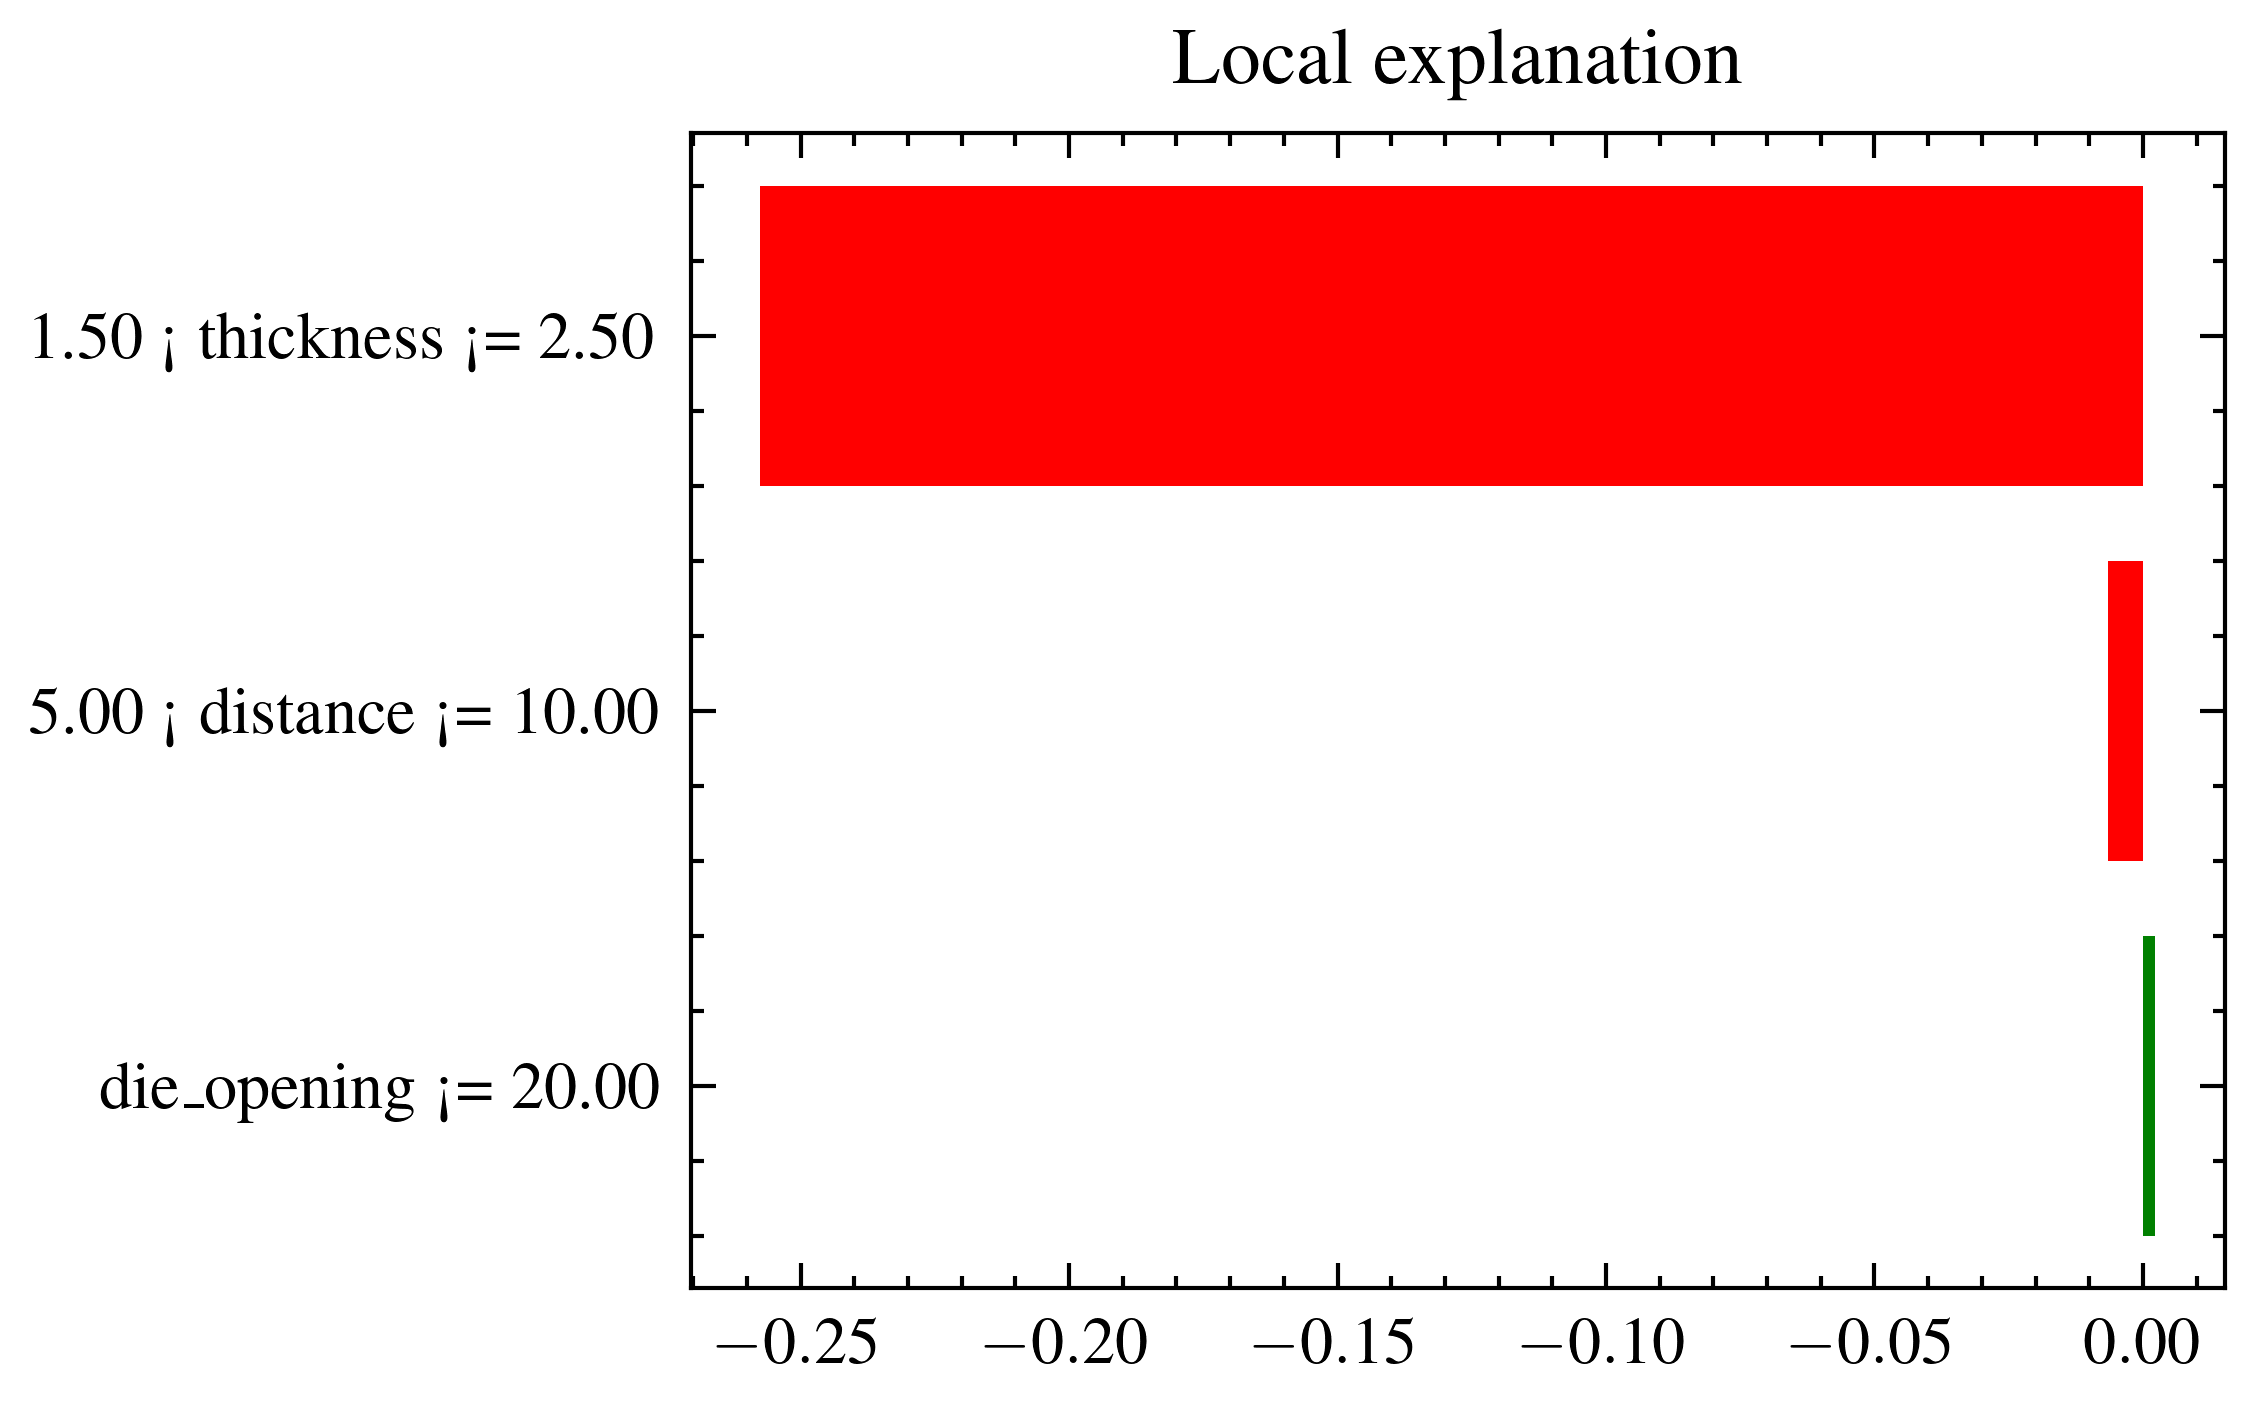 Local explanation
1.50 ¡ thickness ¡= 2.50
5.00 ¡ distance ¡= 10.00
die_opening ¡= 20.00
−0.25 −0.20 −0.15 −0.10 −0.05 0.00